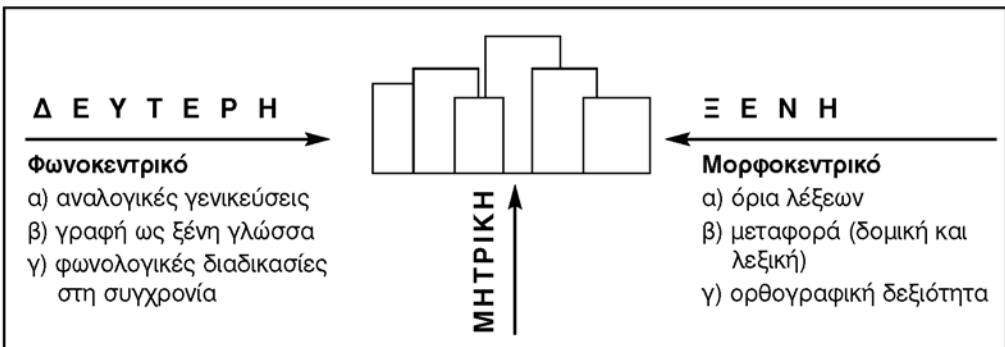 ΔΕΥΤΕΡΗ
Φωνοκεντρικό
α) αναλογικές γενικεύσεις
β) γραφή ως ξένη γλώσσα
γ) φωνολογικές διαδικασίες
στη συγχρονία
ΜΗΤΡΙΚΗ
ΞΕΝΗ
Μορφοκεντρικό
α) όρια λέξεων
β) μεταφορά (δομική και
λεξική)
γ) ορθογραφική δεξιότητα